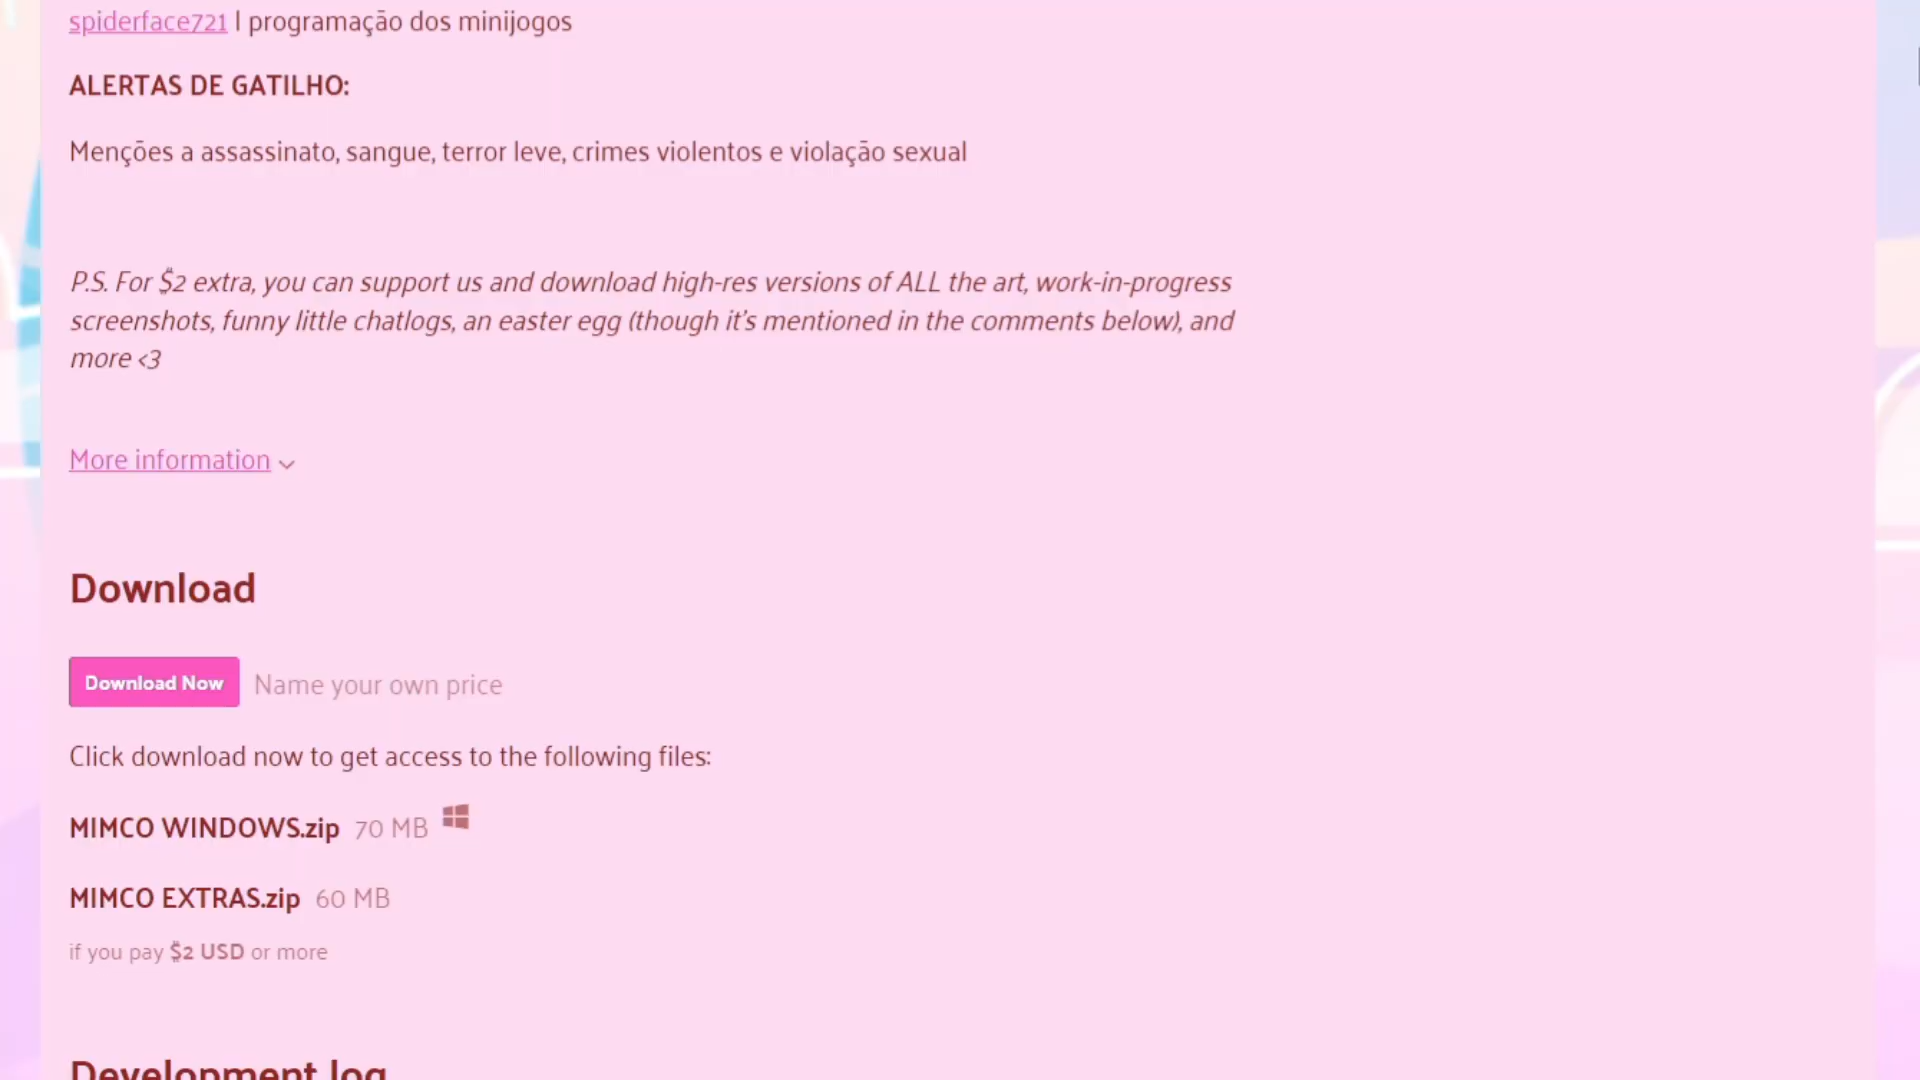 spiderface721 | programação dos minijogos
ALERTAS DE GATILHO:
Menções a assassinato, sangue, terror leve, crimes violentos e violação sexual
P.S. For $2 extra, you can support us and download high-res versions of ALL the art, work-in-progress
screenshots, funny little chatlogs, an easter egg (though it's mentioned in the comments below), and
more <3
More information
Download
Download Now Name your own price
Click download now to get access to the following files:
MIMCO WINDOWS.zip 70 MB
MIMCO EXTRAS.zip 60 MB
if you pay $2 USD or more
Development log